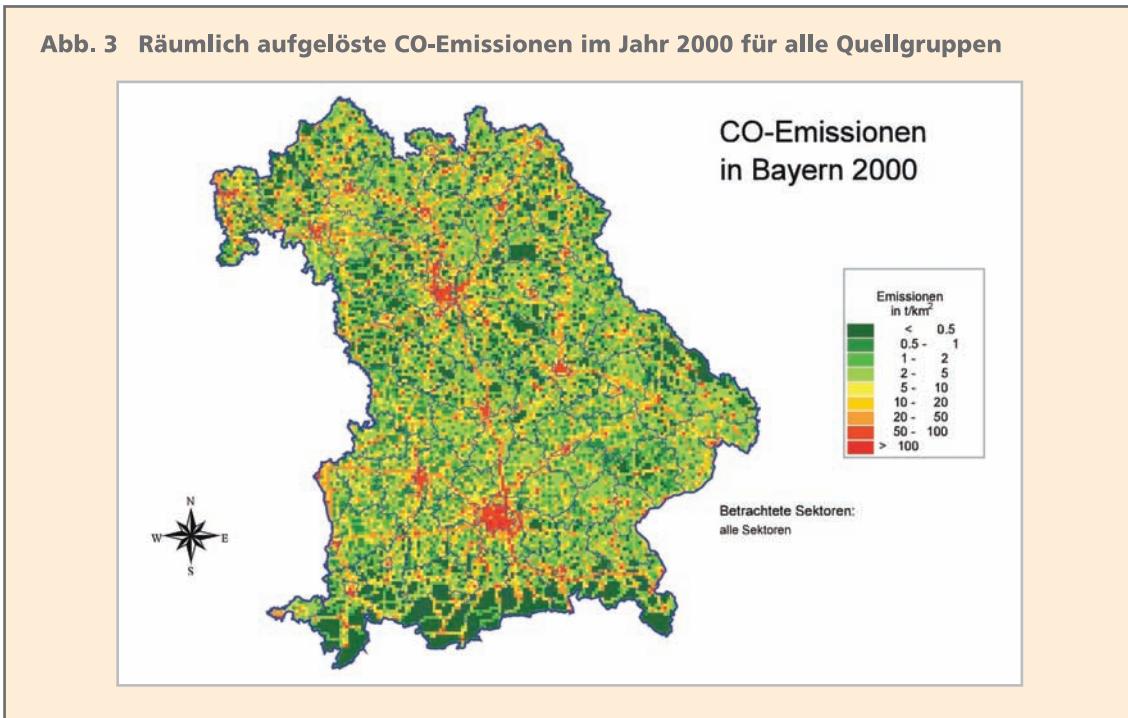 Abb. 3 Räumlich aufgelöste CO-Emissionen im Jahr 2000 für alle Quellgruppen
CO-Emissionen
in Bayern 2000
Emissionen
in t/km²
< 0.5
0.5 - 1
1 - 2
2 - 5
5 - 10
10 - 20
20 - 50
50 - 100
> 100
N
W E
S
Betrachtete Sektoren:
alle Sektoren